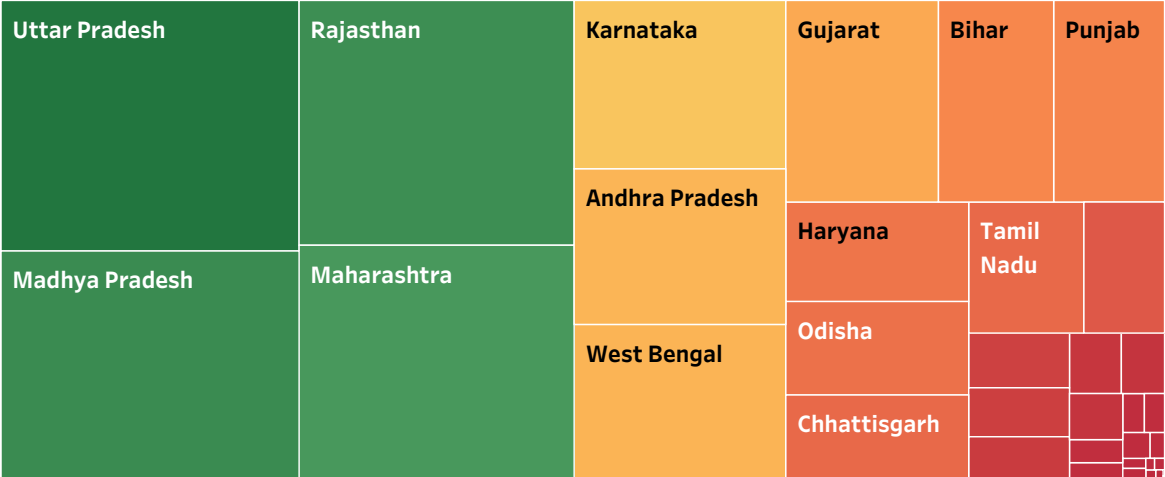 Uttar Pradesh
Madhya Pradesh
Rajasthan
Maharashtra
Karnataka
Andhra Pradesh
West Bengal
Gujarat
Bihar
Punjab
Haryana
Odisha
Chhattisgarh
Tamil
Nadu